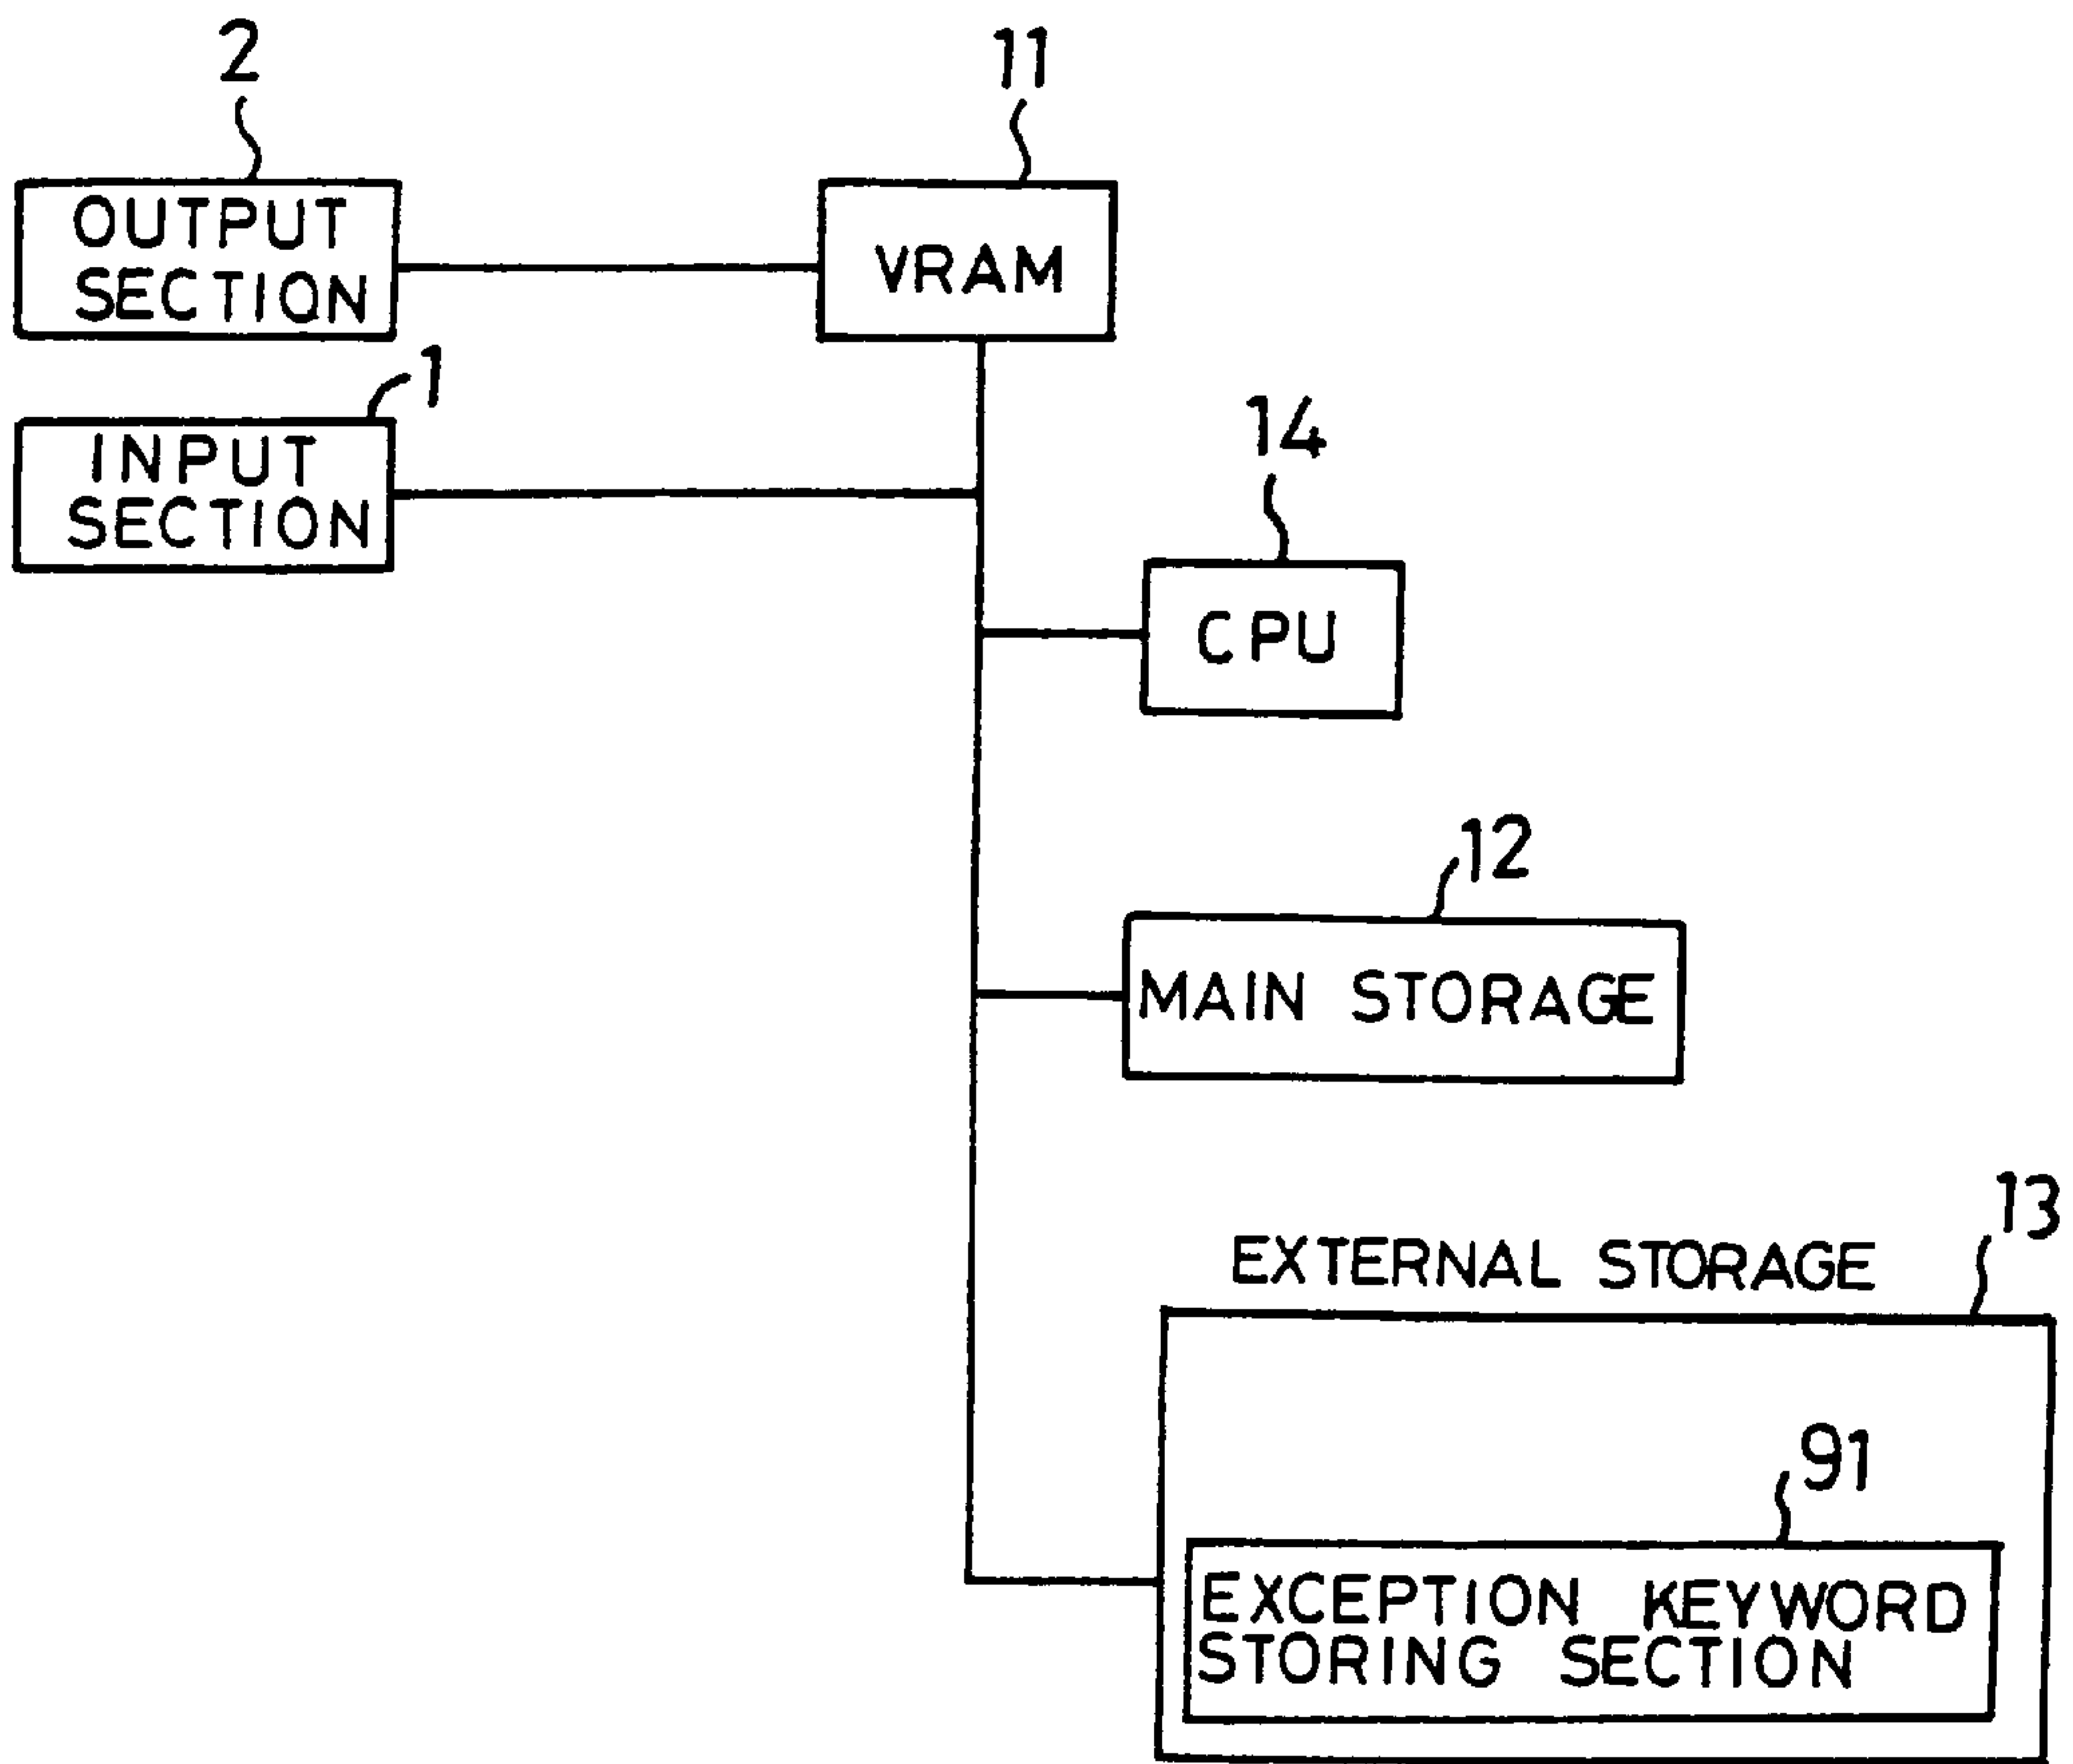 2
11
OUTPUT
SECTION
VRAM
1
INPUT
SECTION
14
CPU
12
MAIN STORAGE
13
EXTERNAL STORAGE
91
EXCEPTION KEYWORD
STORING SECTION